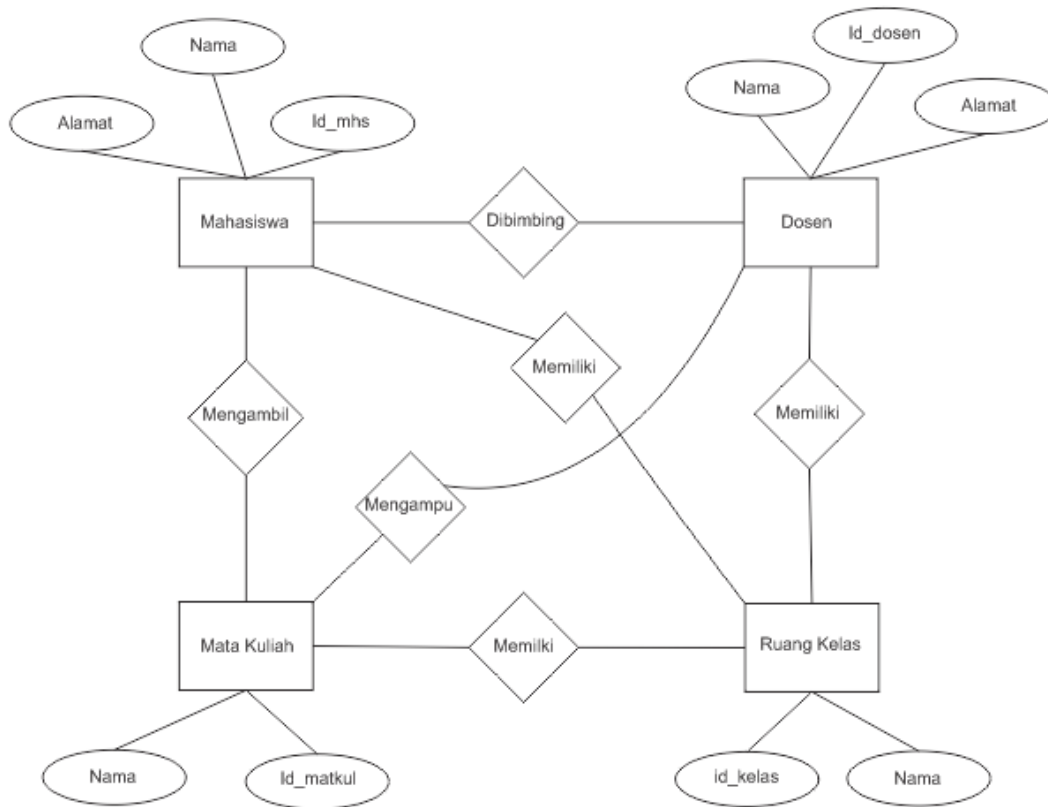 Nama
Id_dosen
Nama
Alamat
Id_mhs
Alamat
Mahasiswa
Dibimbing
Dosen
Memiliki
Mengambil
Memiliki
Mengampu
Mata Kuliah
Memilki
Ruang Kelas
Nama
Id_matkul
id_kelas
Nama